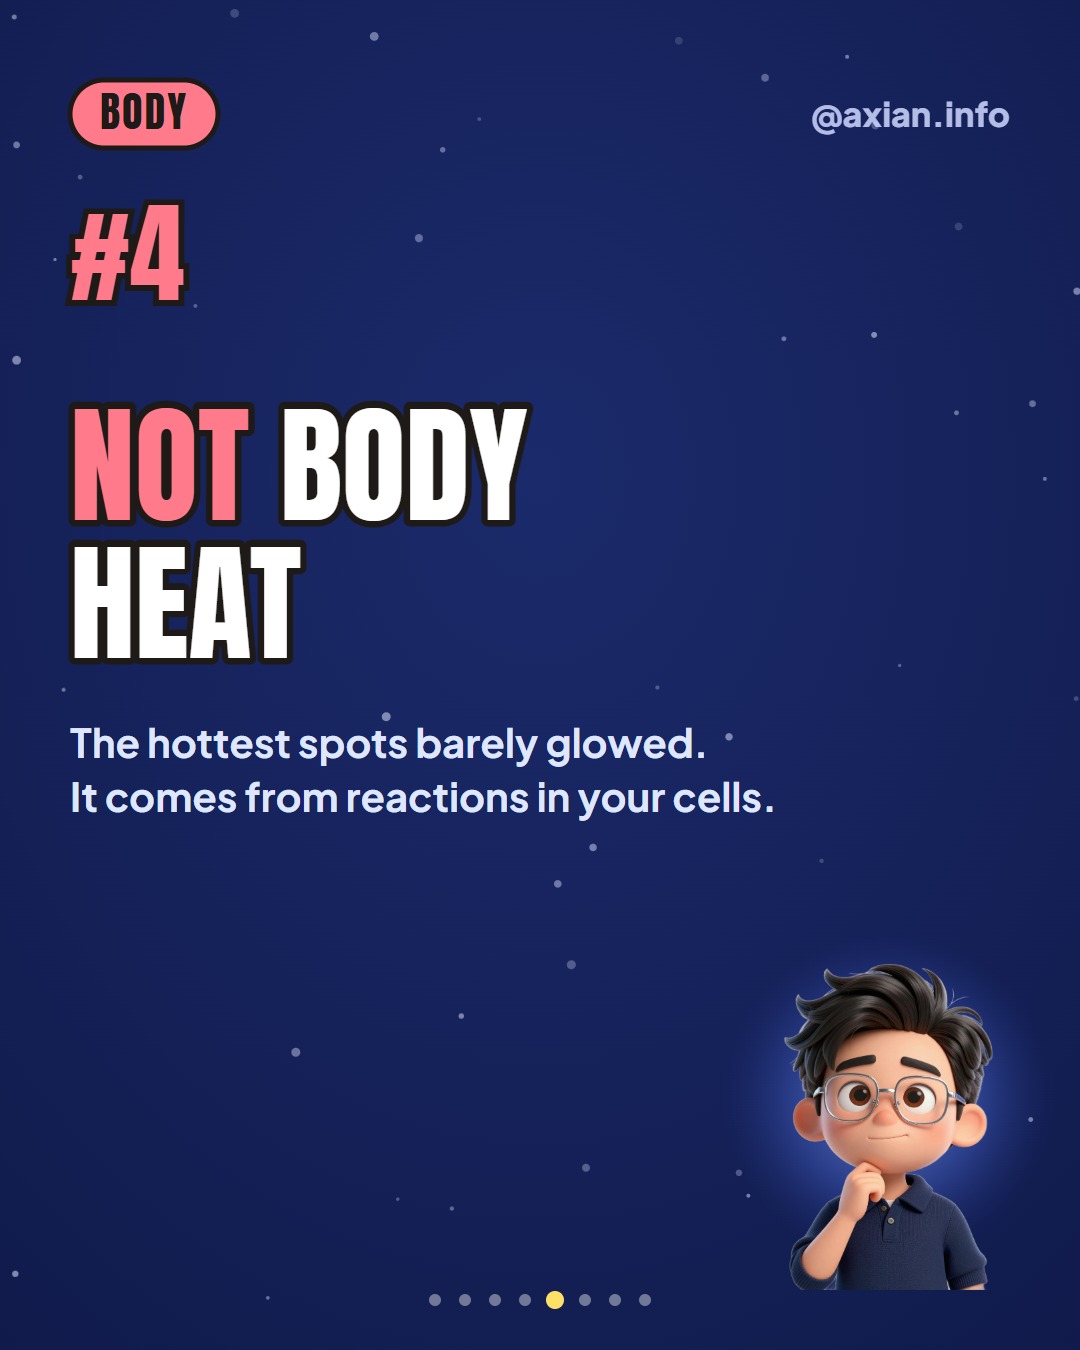 BODY
@axian.info
#4
NOT BODY
HEAT
The hottest spots barely glowed.
It comes from reactions in your cells.